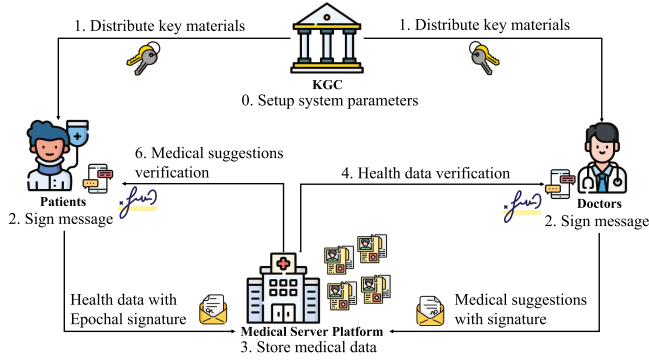 1. Distribute key materials
1. Distribute key materials
KGC
0. Setup system parameters
6. Medical suggestions
verification
4. Health data verification
Patients
2. Sign message
Doctors
2. Sign message
Health data with
Epochal signature
Medical suggestions
with signature
Medical Server Platform
3. Store medical data